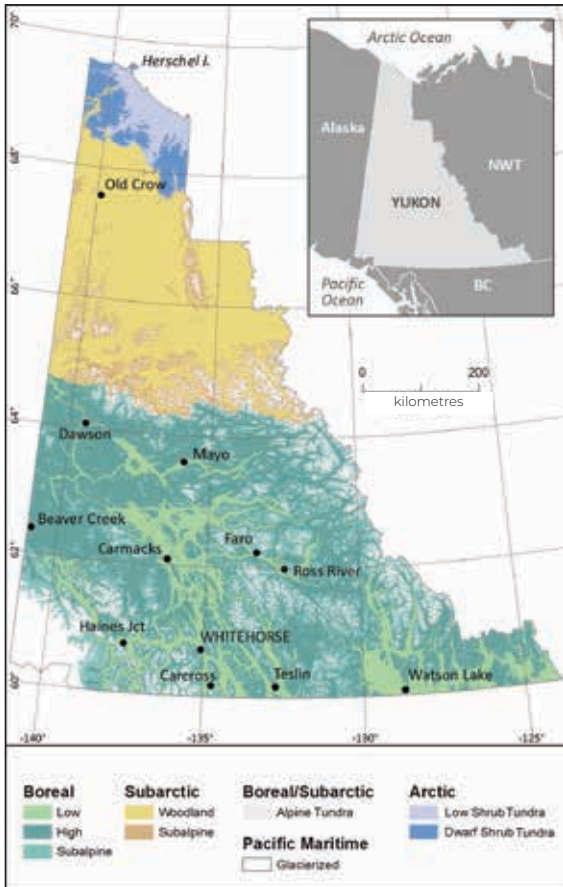 70°
68°
66°
64°
62°
60°
Herschel I.
Old Crow
Dawson
Mayo
Beaver Creek
Carmacks
Faro
Ross River
Haines Jct
WHITEHORSE
Carcross
Teslin
Watson Lake
-140°
-135°
-130°
-125°
Arctic Ocean
Alaska
NWT
YUKON
Pacific
Ocean
BC
0 200
kilometres
Boreal
Low
High
Subalpine
Subarctic
Woodland
Subalpine
Boreal/Subarctic
Alpine Tundra
Pacific Maritime
Glacierized
Arctic
Low Shrub Tundra
Dwarf Shrub Tundra